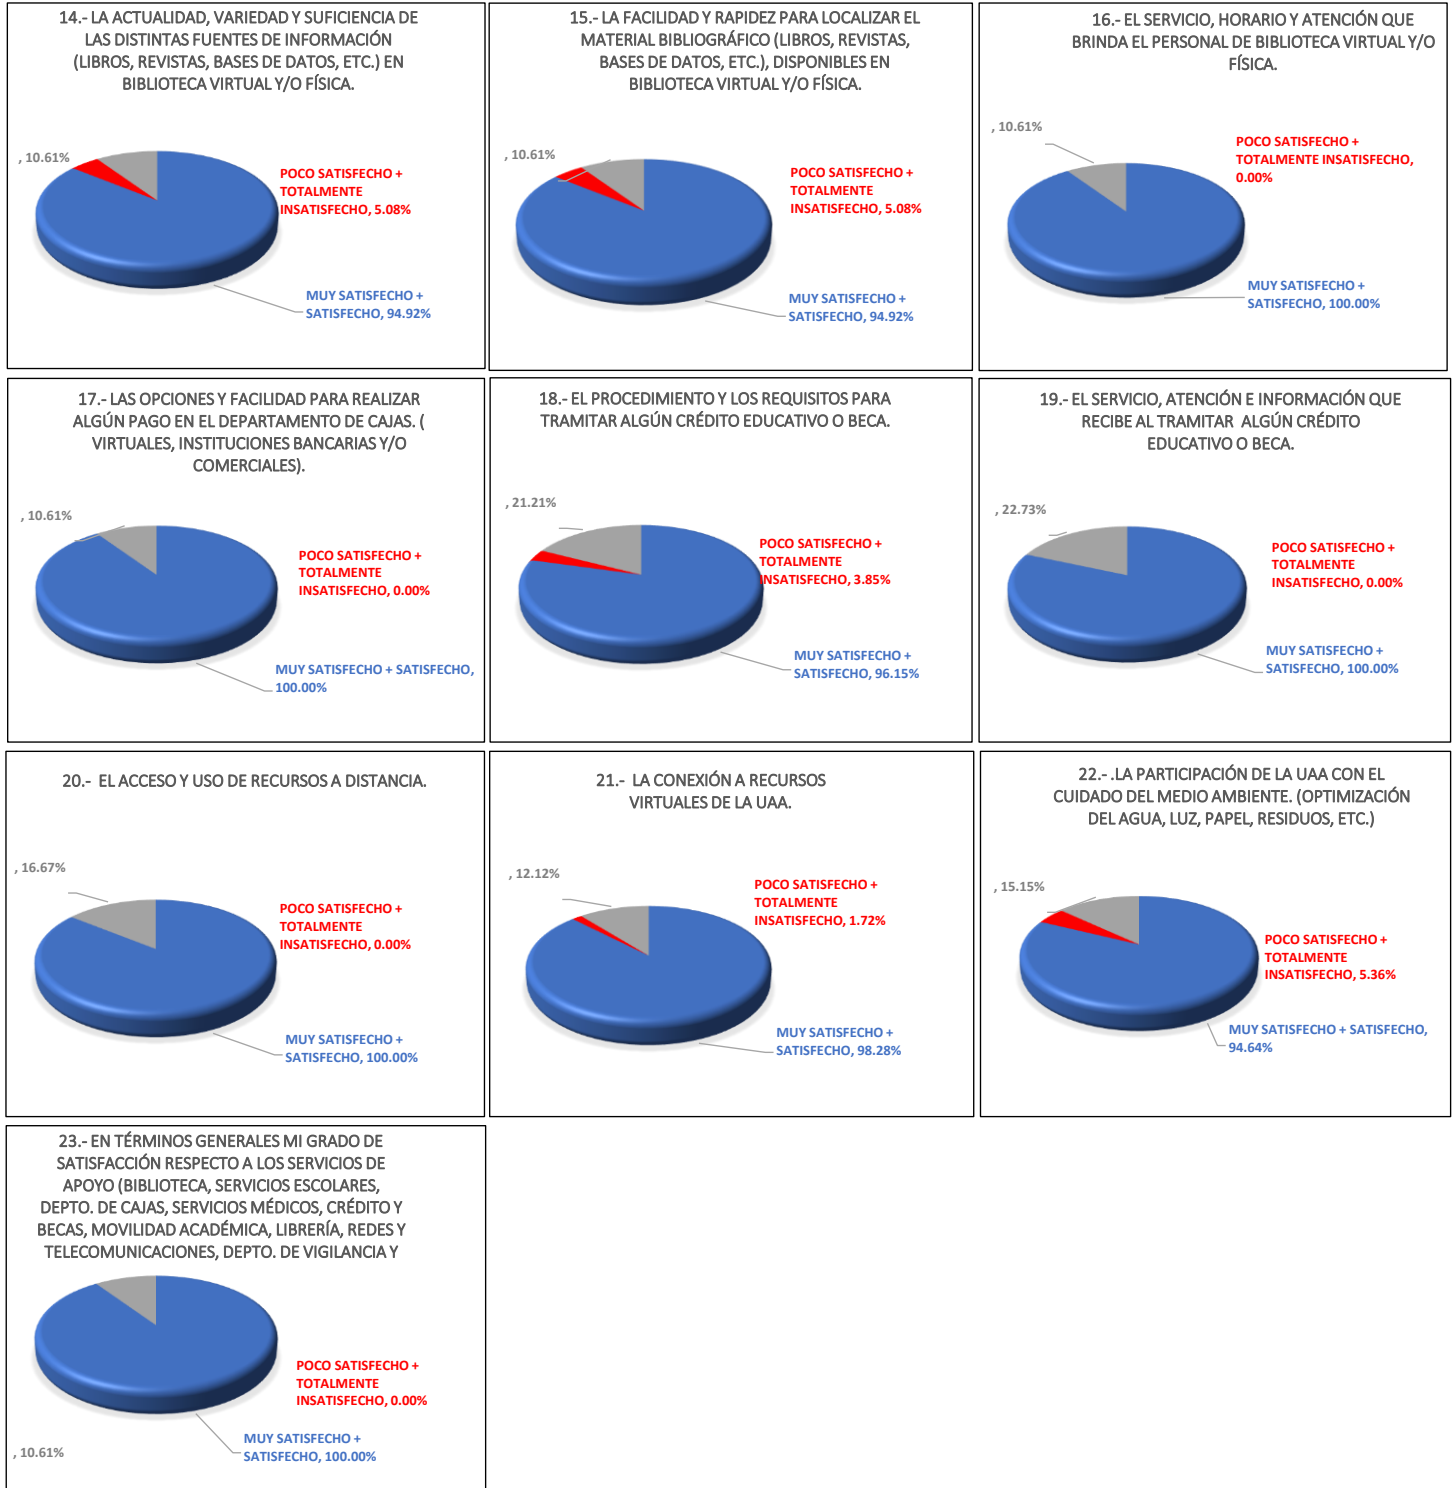 14.- LA ACTUALIDAD, VARIEDAD Y SUFICIENCIA DE
LAS DISTINTAS FUENTES DE INFORMACIÓN
(LIBROS, REVISTAS, BASES DE DATOS, ETC.) EN
BIBLIOTECA VIRTUAL Y/O FÍSICA.
, 10.61%
POCO SATISFECHO +
TOTALMENTE
INSATISFECHO, 5.08%
MUY SATISFECHO +
SATISFECHO, 94.92%
15.- LA FACILIDAD Y RAPIDEZ PARA LOCALIZAR EL
MATERIAL BIBLIOGRÁFICO (LIBROS, REVISTAS,
BASES DE DATOS, ETC.), DISPONIBLES EN
BIBLIOTECA VIRTUAL Y/O FÍSICA.
, 10.61%
POCO SATISFECHO +
TOTALMENTE
INSATISFECHO, 5.08%
MUY SATISFECHO +
SATISFECHO, 94.92%
16.- EL SERVICIO, HORARIO Y ATENCIÓN QUE
BRINDA EL PERSONAL DE BIBLIOTECA VIRTUAL Y/O
FÍSICA.
, 10.61%
POCO SATISFECHO +
TOTALMENTE INSATISFECHO,
0.00%
MUY SATISFECHO +
SATISFECHO, 100.00%
17.- LAS OPCIONES Y FACILIDAD PARA REALIZAR
ALGÚN PAGO EN EL DEPARTAMENTO DE CAJAS. (
VIRTUALES, INSTITUCIONES BANCARIAS Y/O
COMERCIALES).
, 10.61%
POCO SATISFECHO +
TOTALMENTE
INSATISFECHO, 0.00%
MUY SATISFECHO + SATISFECHO,
100.00%
18.- EL PROCEDIMIENTO Y LOS REQUISITOS PARA
TRAMITAR ALGÚN CRÉDITO EDUCATIVO O BECA.
, 21.21%
POCO SATISFECHO +
TOTALMENTE
INSATISFECHO, 3.85%
MUY SATISFECHO +
SATISFECHO, 96.15%
19.- EL SERVICIO, ATENCIÓN E INFORMACIÓN QUE
RECIBE AL TRAMITAR ALGÚN CRÉDITO
EDUCATIVO O BECA.
, 22.73%
POCO SATISFECHO +
TOTALMENTE
INSATISFECHO, 0.00%
MUY SATISFECHO +
SATISFECHO, 100.00%
20.- EL ACCESO Y USO DE RECURSOS A DISTANCIA.
, 16.67%
POCO SATISFECHO +
TOTALMENTE
INSATISFECHO, 0.00%
MUY SATISFECHO +
SATISFECHO, 100.00%
21.- LA CONEXIÓN A RECURSOS
VIRTUALES DE LA UAA.
, 12.12%
POCO SATISFECHO +
TOTALMENTE
INSATISFECHO, 1.72%
MUY SATISFECHO +
SATISFECHO, 98.28%
22.- .LA PARTICIPACIÓN DE LA UAA CON EL
CUIDADO DEL MEDIO AMBIENTE. (OPTIMIZACIÓN
DEL AGUA, LUZ, PAPEL, RESIDUOS, ETC.)
, 15.15%
POCO SATISFECHO +
TOTALMENTE
INSATISFECHO, 5.36%
MUY SATISFECHO + SATISFECHO,
94.64%
23.- EN TÉRMINOS GENERALES MI GRADO DE
SATISFACCIÓN RESPECTO A LOS SERVICIOS DE
APOYO (BIBLIOTECA, SERVICIOS ESCOLARES,
DEPTO. DE CAJAS, SERVICIOS MÉDICOS, CRÉDITO Y
BECAS, MOVILIDAD ACADÉMICA, LIBRERÍA, REDES Y
TELECOMUNICACIONES, DEPTO. DE VIGILANCIA Y
POCO SATISFECHO +
TOTALMENTE
INSATISFECHO, 0.00%
MUY SATISFECHO +
SATISFECHO, 100.00%
, 10.61%